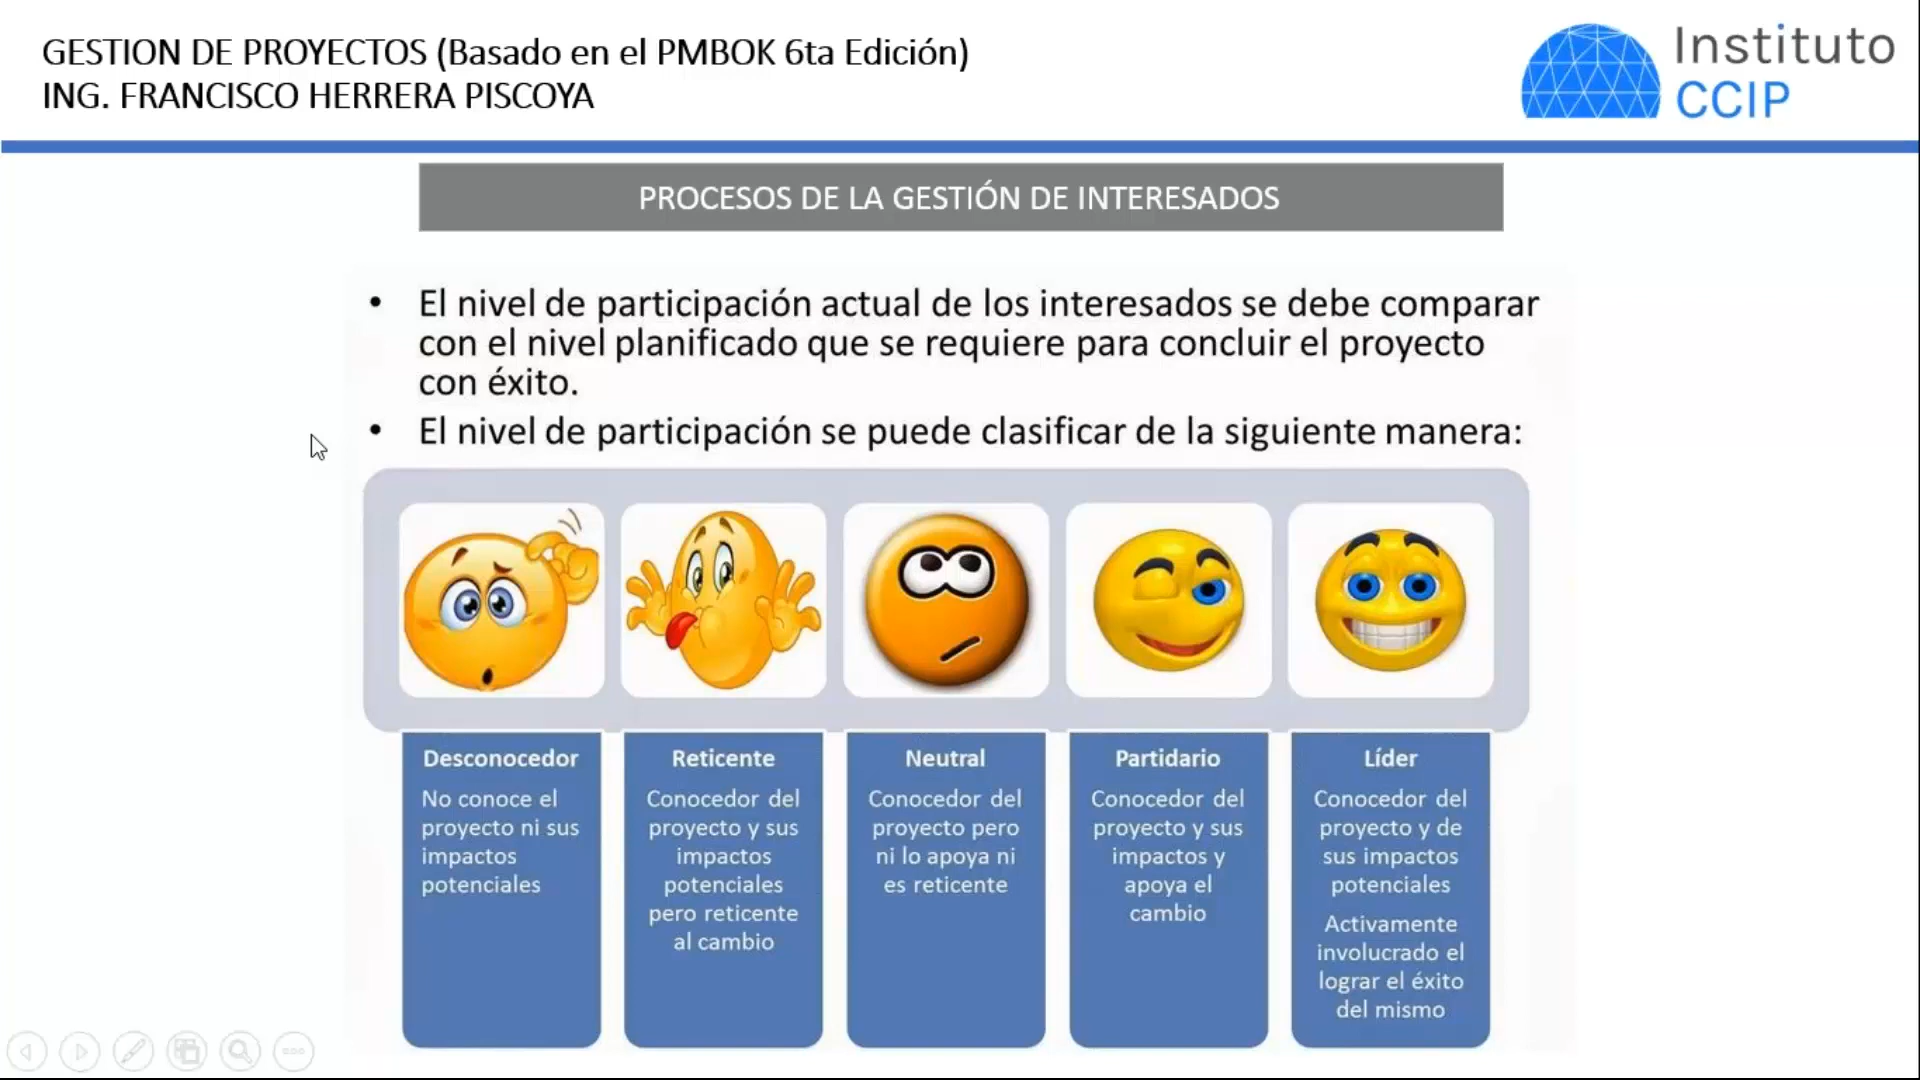 GESTION DE PROYECTOS (Basado en el PMBOK 6ta Edición)
ING. FRANCISCO HERRERA PISCOYA
Instituto
CCIP
PROCESOS DE LA GESTIÓN DE INTERESADOS
• El nivel de participación actual de los interesados se debe comparar
con el nivel planificado que se requiere para concluir el proyecto
con éxito.
• El nivel de participación se puede clasificar de la siguiente manera:
Desconocedor
No conoce el
proyecto ni sus
impactos
potenciales
Reticente
Conocedor del
proyecto y sus
impactos
potenciales
pero reticente
al cambio
Neutral
Conocedor del
proyecto pero
ni lo apoya ni
es reticente
Partidario
Conocedor del
proyecto y sus
impactos y
apoya el
cambio
Líder
Conocedor del
proyecto y de
sus impactos
potenciales
Activamente
involucrado el
lograr el éxito
del mismo